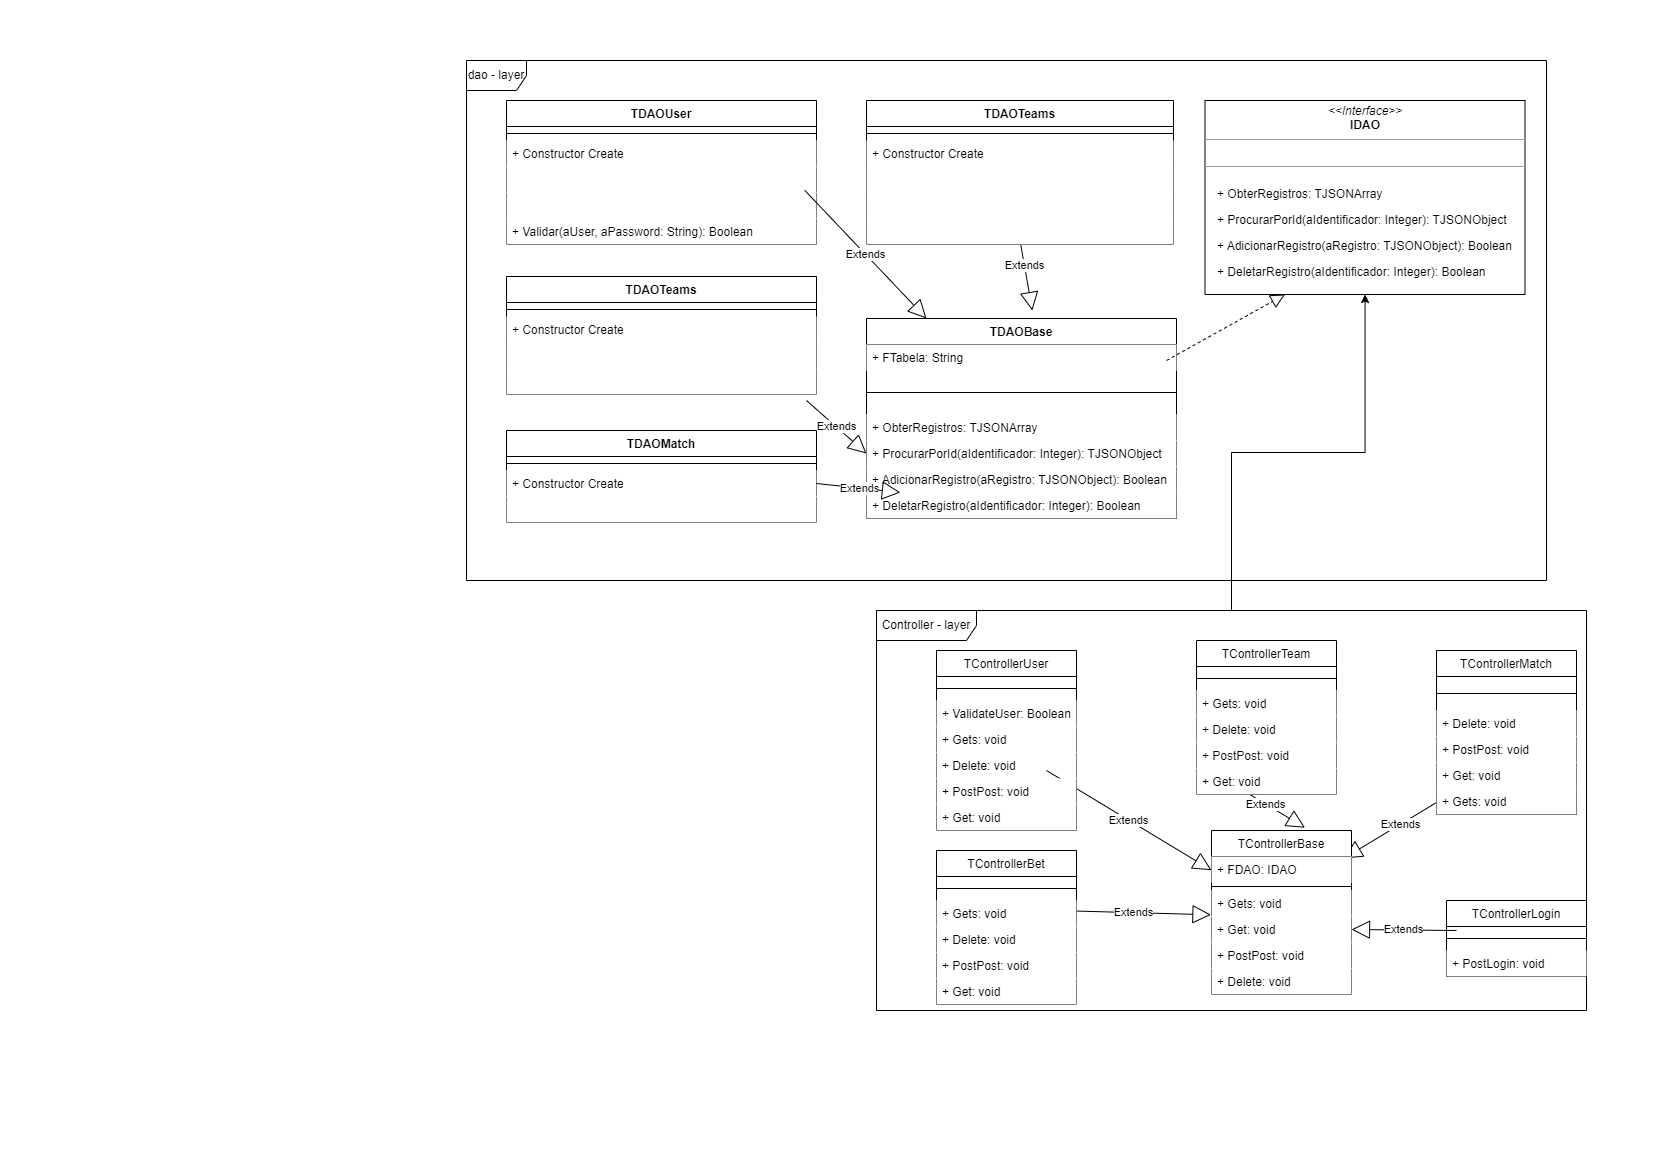 dao - layer
TDAOUser
+ Constructor Create
+ Validar(aUser, aPassword: String): Boolean
TDAOTeams
+ Constructor Create
<<Interface>>
IDAO
+ ObterRegistros: TJSONArray
+ ProcurarPorId(aIdentificador: Integer): TJSONObject
+ AdicionarRegistro(aRegistro: TJSONObject): Boolean
+ DeletarRegistro(aIdentificador: Integer): Boolean
Extends
Extends
TDAOTeams
+ Constructor Create
TDAOBase
+ FTabela: String
+ ObterRegistros: TJSONArray
+ ProcurarPorId(aIdentificador: Integer): TJSONObject
+ AdicionarRegistro(aRegistro: TJSONObject): Boolean
+ DeletarRegistro(aIdentificador: Integer): Boolean
Extends
TDAOMatch
+ Constructor Create
Extends
Controller - layer
TControllerUser
+ ValidateUser: Boolean
+ Gets: void
+ Delete: void
+ PostPost: void
+ Get: void
TControllerTeam
+ Gets: void
+ Delete: void
+ PostPost: void
+ Get: void
TControllerMatch
+ Delete: void
+ PostPost: void
+ Get: void
+ Gets: void
Extends
Extends
Extends
TControllerBet
+ Gets: void
+ Delete: void
+ PostPost: void
+ Get: void
Extends
TControllerBase
+ FDAO: IDAO
+ Gets: void
+ Get: void
+ PostPost: void
+ Delete: void
Extends
TControllerLogin
+ PostLogin: void